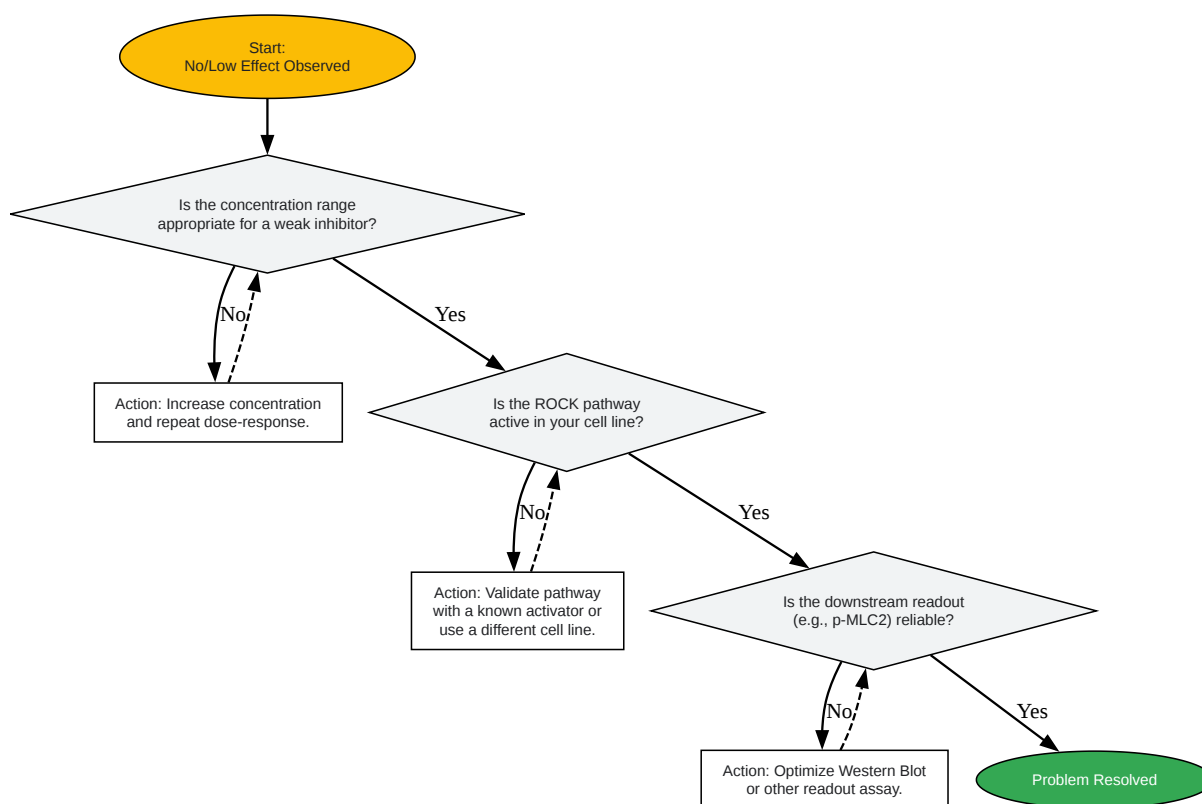 Start:
No/Low Effect Observed
Is the concentration range
appropriate for a weak inhibitor?
No
Yes
Action: Increase concentration
and repeat dose-response.
Is the ROCK pathway
active in your cell line?
No
Yes
Action: Validate pathway
with a known activator or
use a different cell line.
Is the downstream readout
(e.g., p-MLC2) reliable?
No
Yes
Action: Optimize Western Blot
or other readout assay.
Problem Resolved